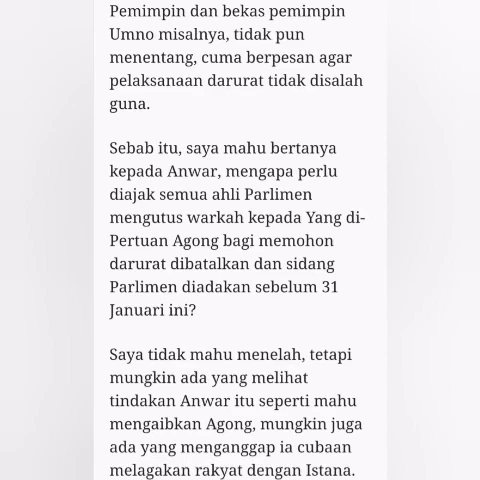 Pemimpin dan bekas pemimpin
Umno misalnya, tidak pun
menentang, cuma berpesan agar
pelaksanaan darurat tidak disalah
guna.
Sebab itu, saya mahu bertanya
kepada Anwar, mengapa perlu
diajak semua ahli Parlimen
mengutus warkah kepada Yang di-
Pertuan Agong bagi memohon
darurat dibatalkan dan sidang
Parlimen diadakan sebelum 31
Januari ini?
Saya tidak mahu menelah, tetapi
mungkin ada yang melihat
tindakan Anwar itu seperti mahu
mengaibkan Agong, mungkin juga
ada yang menganggap ia cubaan
melagakan rakyat dengan Istana.